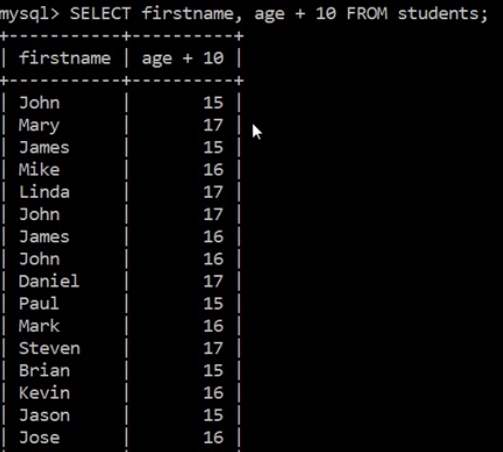 mysql> SELECT firstname, age + 10 FROM students;
+-----------+----------+
| firstname | age + 10 |
+-----------+----------+
| John      |       15 |
| Mary      |       17 |
| James     |       15 |
| Mike      |       16 |
| Linda     |       17 |
| John      |       17 |
| James     |       16 |
| John      |       16 |
| Daniel    |       17 |
| Paul      |       15 |
| Mark      |       16 |
| Steven    |       17 |
| Brian     |       15 |
| Kevin     |       16 |
| Jason     |       15 |
| Jose      |       16 |